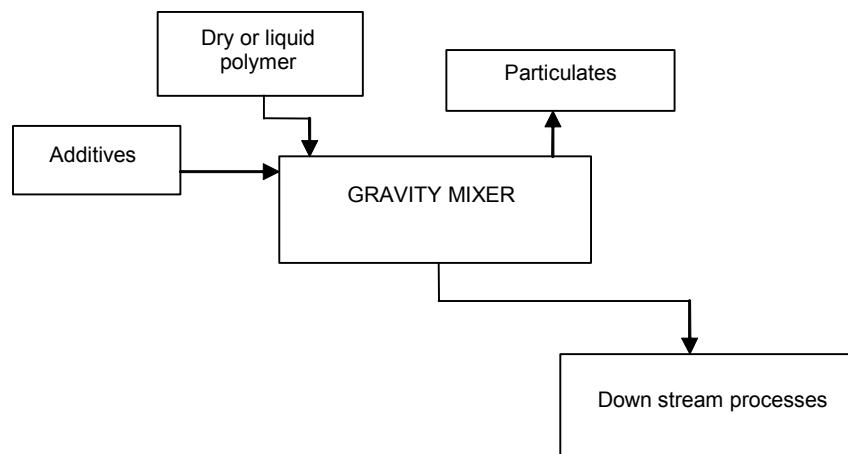 Dry or liquid
polymer
Particulates
Additives
GRAVITY MIXER
Down stream processes